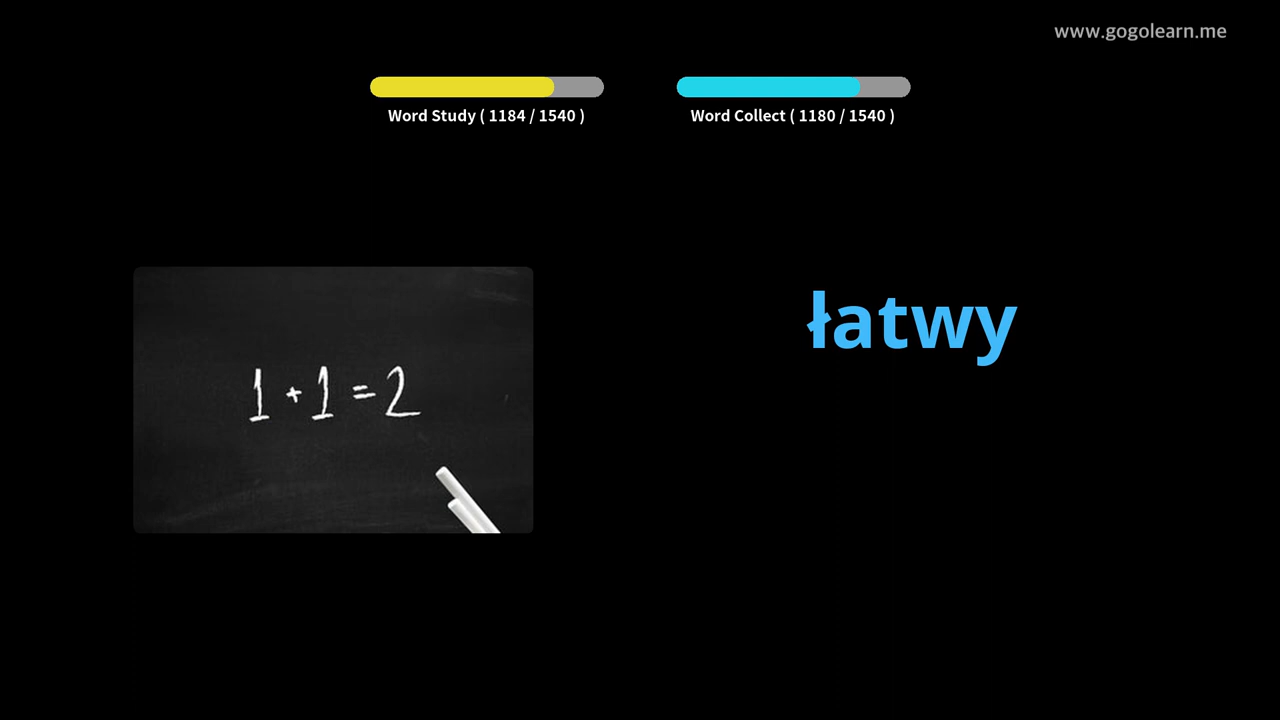 www.gogolearn.me
Word Study ( 1184 / 1540 )
Word Collect ( 1180 / 1540 )
łatwy
1 + 1 = 2